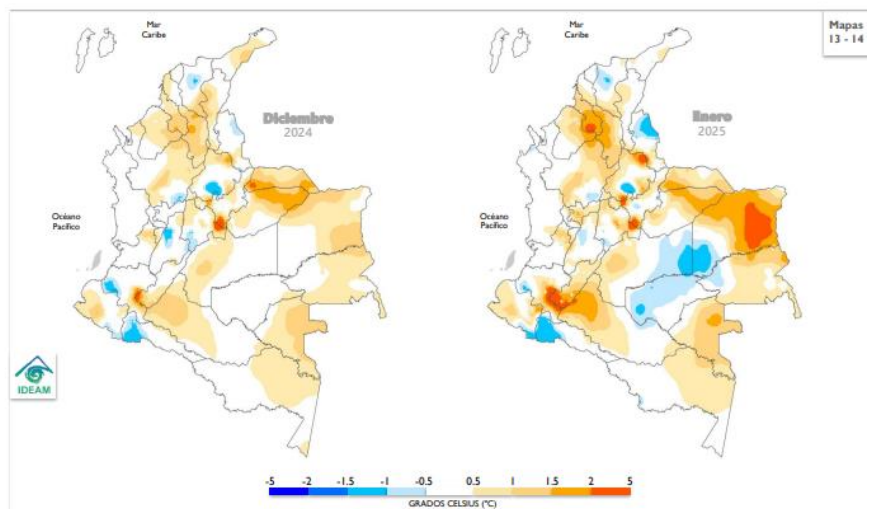 Mar
Caribe
Mar
Caribe
Mapas
13 - 14
Diciembre
2024
Enero
2025
Océano
Pacífico
Océano
Pacífico
IDEAM
-5 -2 -1.5 -1 -0.5 0.5 1 1.5 2 5
GRADOS CELSIUS (°C)